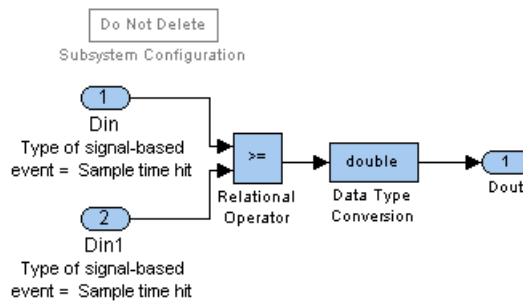 Do Not Delete
Subsystem Configuration
1
Din
Type of signal-based
event = Sample time hit
>=
Relational
Operator
double
Data Type
Conversion
1
Dout
2
Din1
Type of signal-based
event = Sample time hit